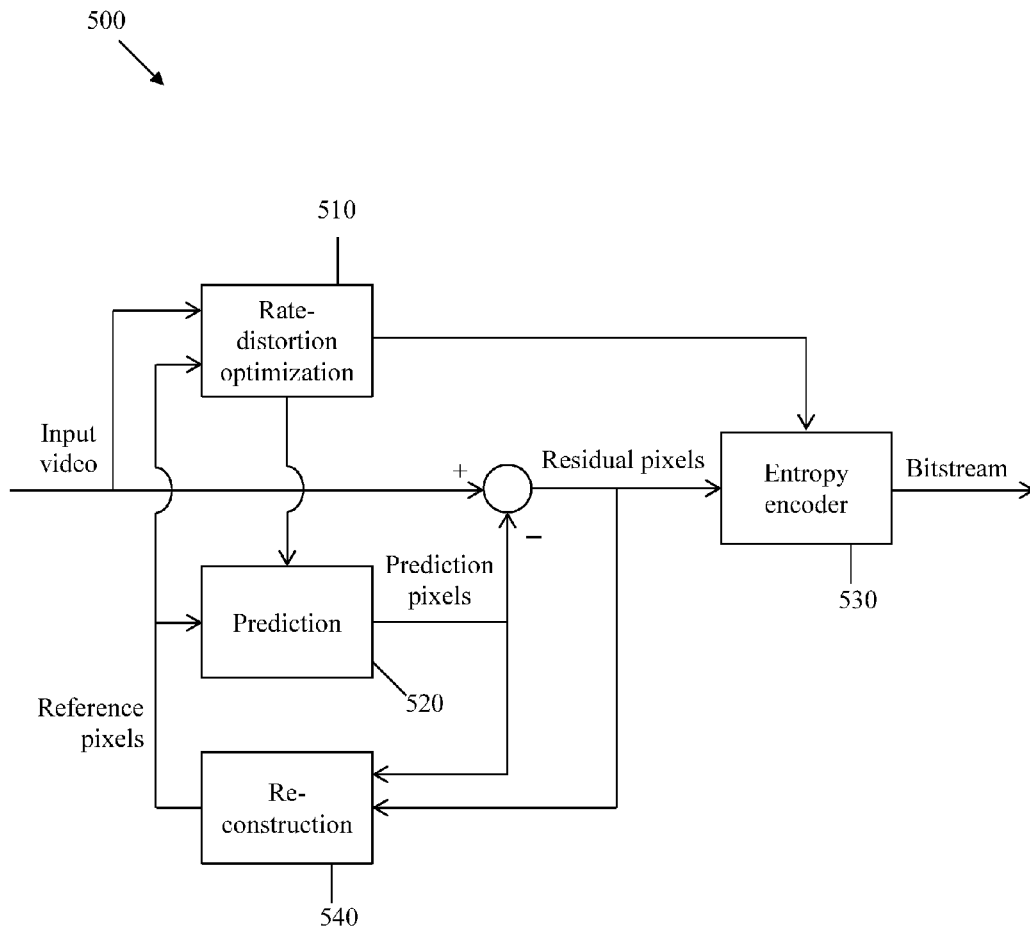 500
510
Rate-
distortion
optimization
Input
video
+
Residual pixels
Entropy
encoder
Bitstream
−
Prediction
pixels
530
Prediction
520
Reference
pixels
Re-
construction
540